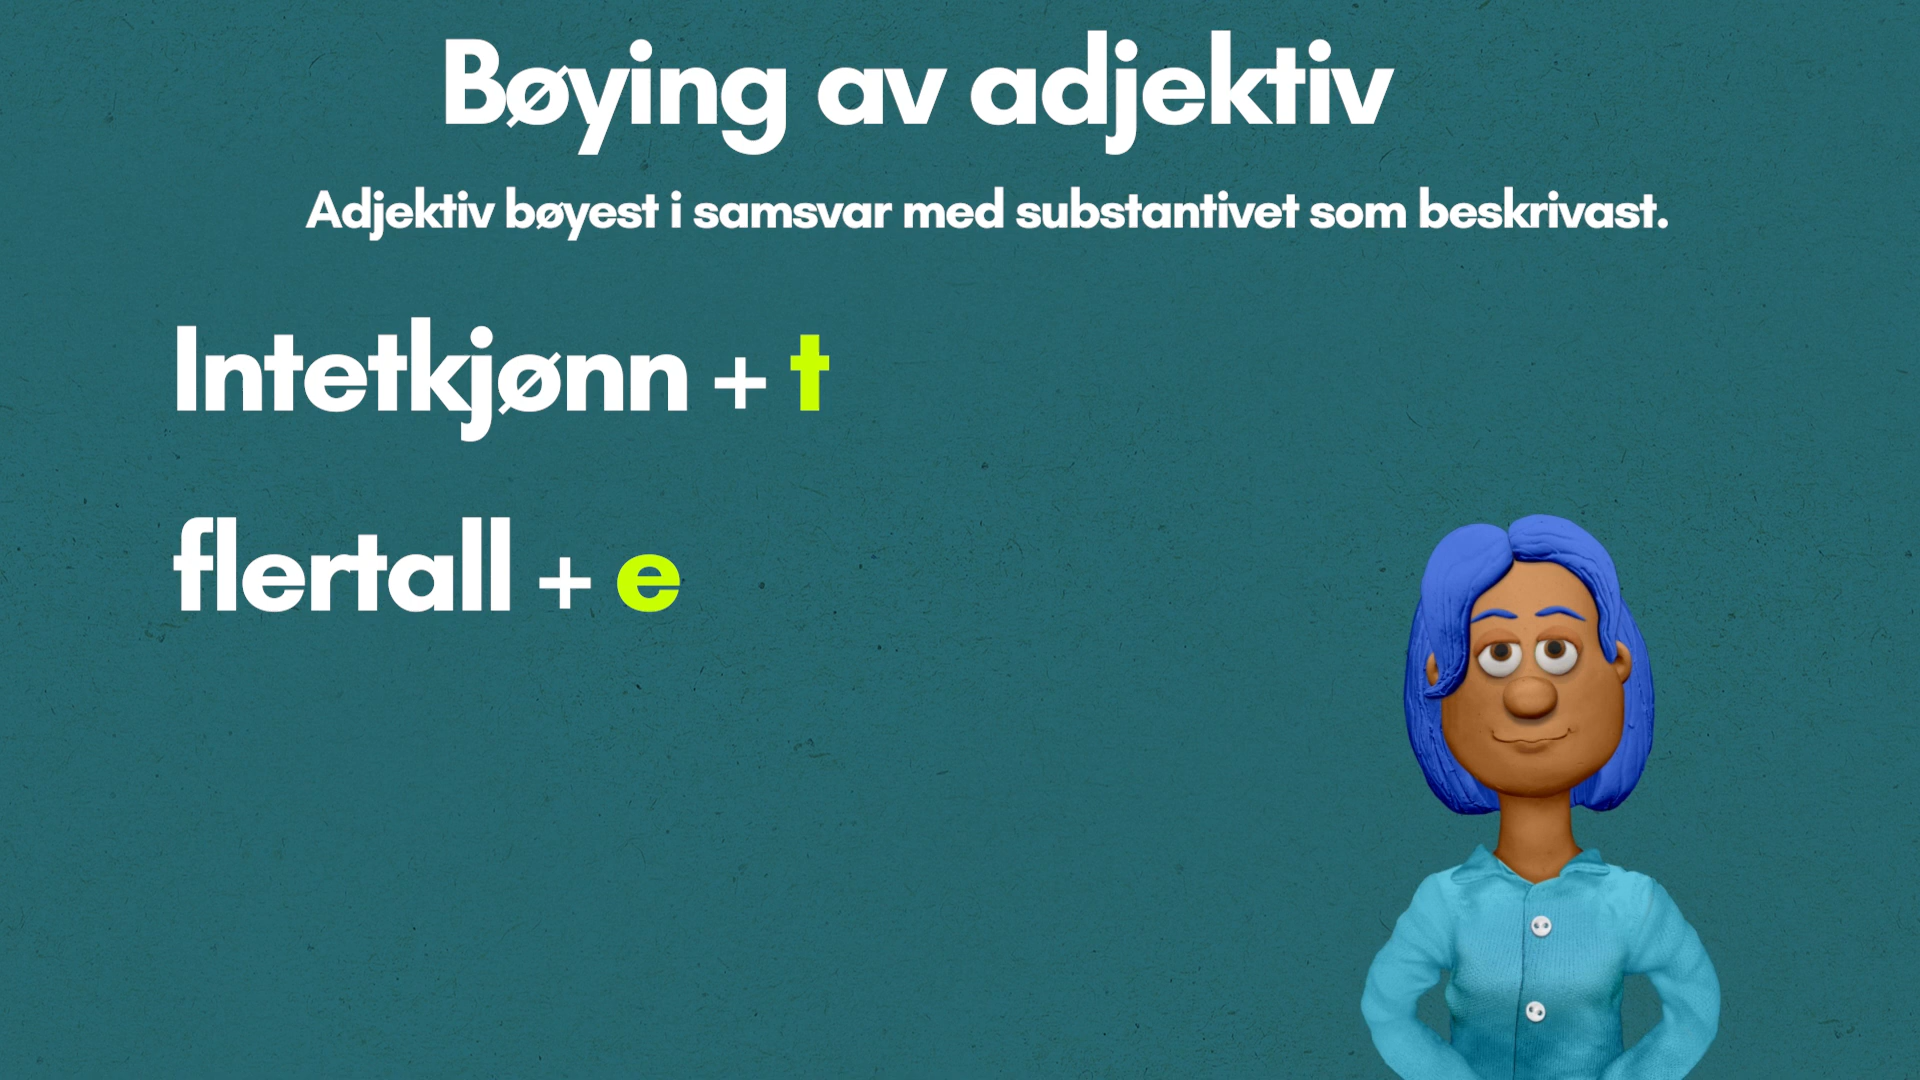 Bøying av adjektiv
Adjektiv bøyest i samsvar med substantivet som beskrivast.
Intetkjønn + t
flertall + e